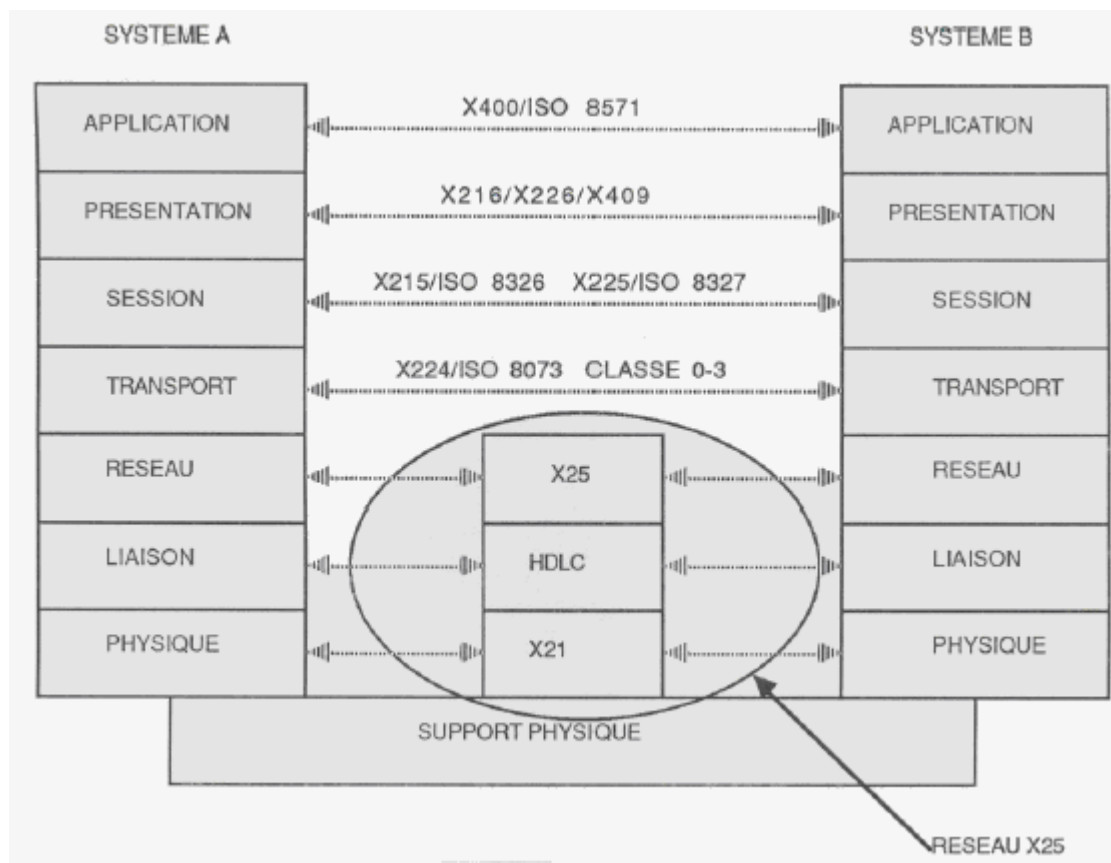 SYSTEME A
SYSTEME B
APPLICATION
X400/ISO 8571
APPLICATION
PRESENTATION
X216/X226/X409
PRESENTATION
SESSION
X215/ISO 8326 X225/ISO 8327
SESSION
TRANSPORT
X224/ISO 8073 CLASSE 0-3
TRANSPORT
RESEAU
X25
RESEAU
LIAISON
HDLC
LIAISON
PHYSIQUE
X21
PHYSIQUE
SUPPORT PHYSIQUE
RESEAU X25